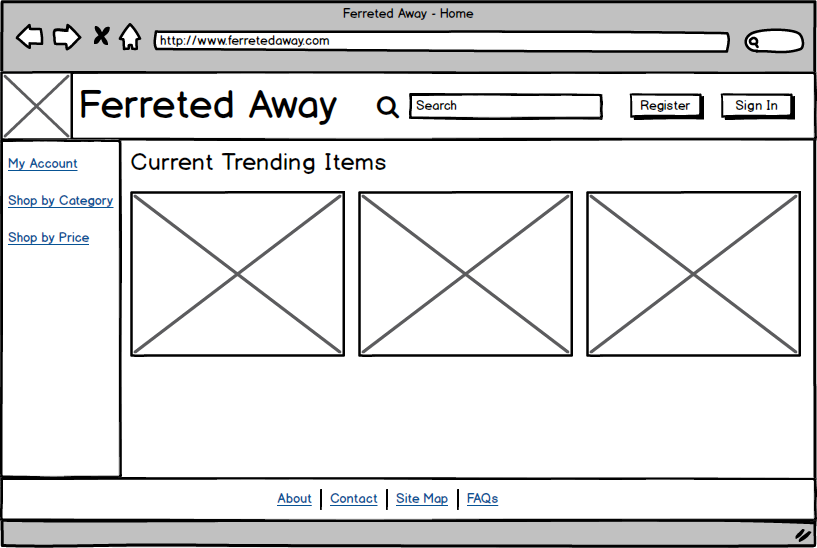 Ferreted Away - Home
http://www.ferretedaway.com
Ferreted Away
Search
Register
Sign In
My Account
Shop by Category
Shop by Price
Current Trending Items
About
Contact
Site Map
FAQs